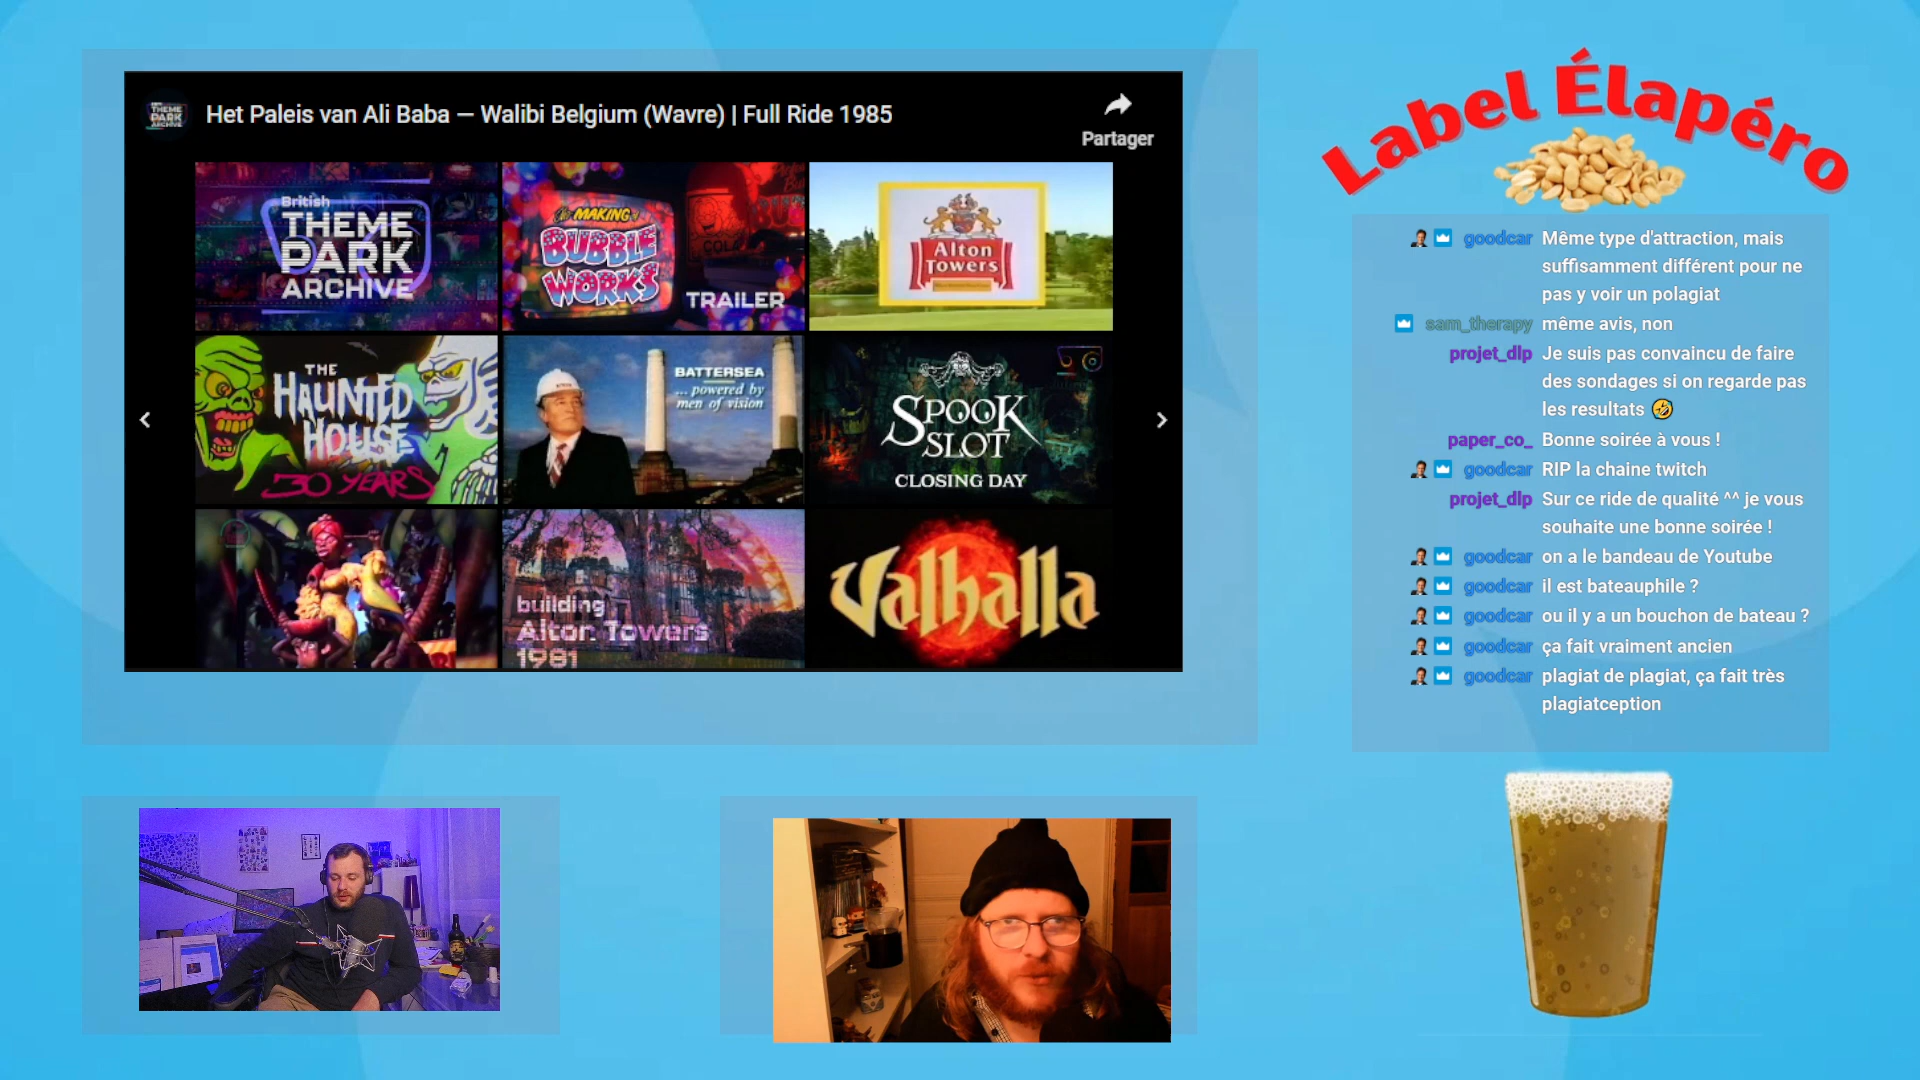 Het Paleis van Ali Baba — Walibi Belgium (Wavre) | Full Ride 1985
Partager
THEME
PARK
ARCHIVE
British
THEME
PARK
ARCHIVE
The MAKING of
BUBBLE
WORKS
TRAILER
Alton
Towers
THE
HAUNTED
HOUSE
30 YEARS
BATTERSEA
... powered by
men of vision
SPOOK
SLOT
CLOSING DAY
building
Alton Towers
1981
Valhalla
Label Élapéro
goodcar Même type d'attraction, mais
suffisamment différent pour ne
pas y voir un polagiat
sam_therapy même avis, non
projet_dlp Je suis pas convaincu de faire
des sondages si on regarde pas
les resultats 🤣
paper_co_ Bonne soirée à vous !
goodcar RIP la chaine twitch
projet_dlp Sur ce ride de qualité ^^ je vous
souhaite une bonne soirée !
goodcar on a le bandeau de Youtube
goodcar il est bateauphile ?
goodcar ou il y a un bouchon de bateau ?
goodcar ça fait vraiment ancien
goodcar plagiat de plagiat, ça fait très
plagiatception